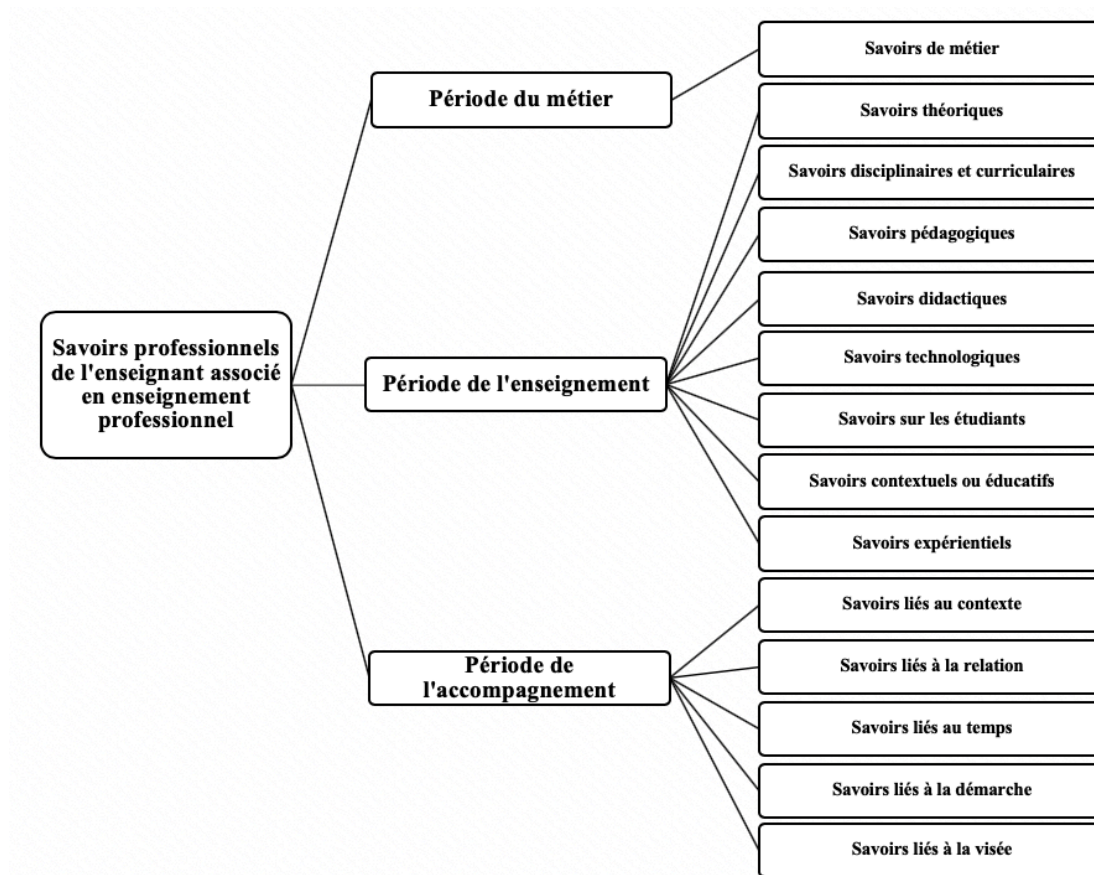 Savoirs professionnels
de l'enseignant associé
en enseignement
professionnel
Période du métier
Savoirs de métier
Période de l'enseignement
Savoirs théoriques
Savoirs disciplinaires et curriculaires
Savoirs pédagogiques
Savoirs didactiques
Savoirs technologiques
Savoirs sur les étudiants
Savoirs contextuels ou éducatifs
Savoirs expérientiels
Période de
l'accompagnement
Savoirs liés au contexte
Savoirs liés à la relation
Savoirs liés au temps
Savoirs liés à la démarche
Savoirs liés à la visée